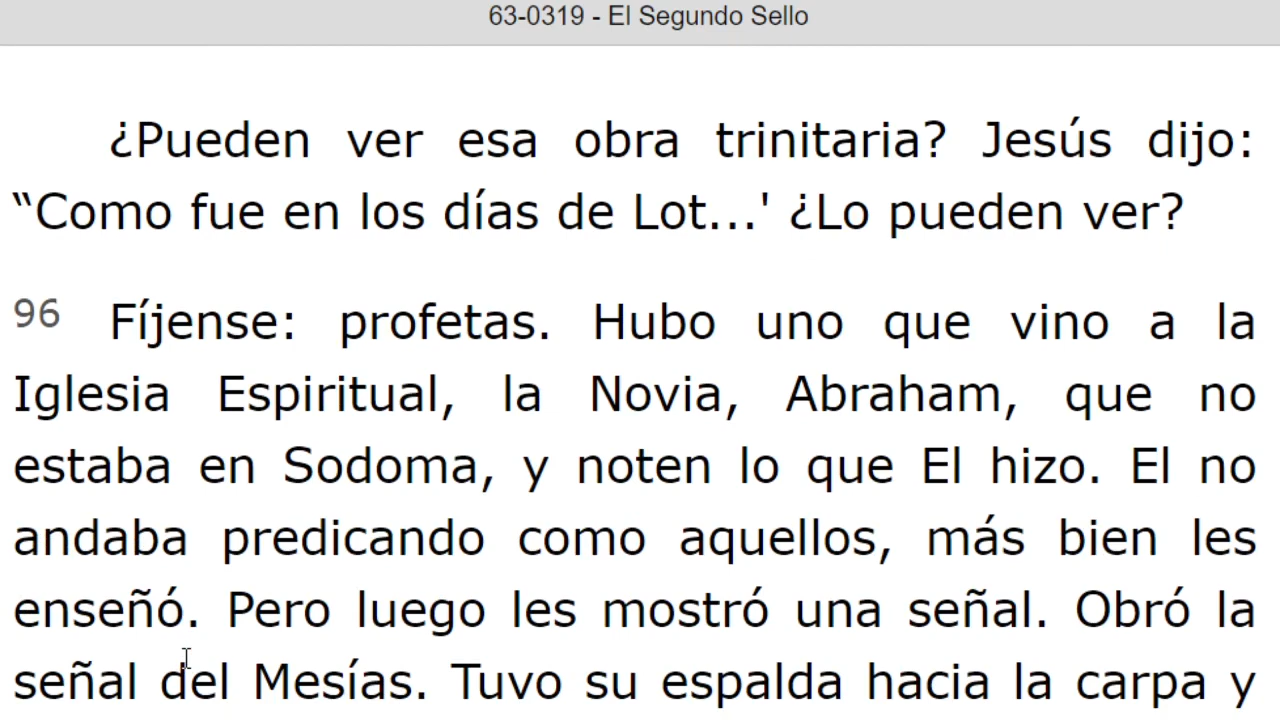 63-0319 - El Segundo Sello
¿Pueden ver esa obra trinitaria? Jesús dijo:
“Como fue en los días de Lot...' ¿Lo pueden ver?
96 Fíjense: profetas. Hubo uno que vino a la
Iglesia Espiritual, la Novia, Abraham, que no
estaba en Sodoma, y noten lo que El hizo. El no
andaba predicando como aquellos, más bien les
enseñó. Pero luego les mostró una señal. Obró la
señal del Mesías. Tuvo su espalda hacia la carpa y